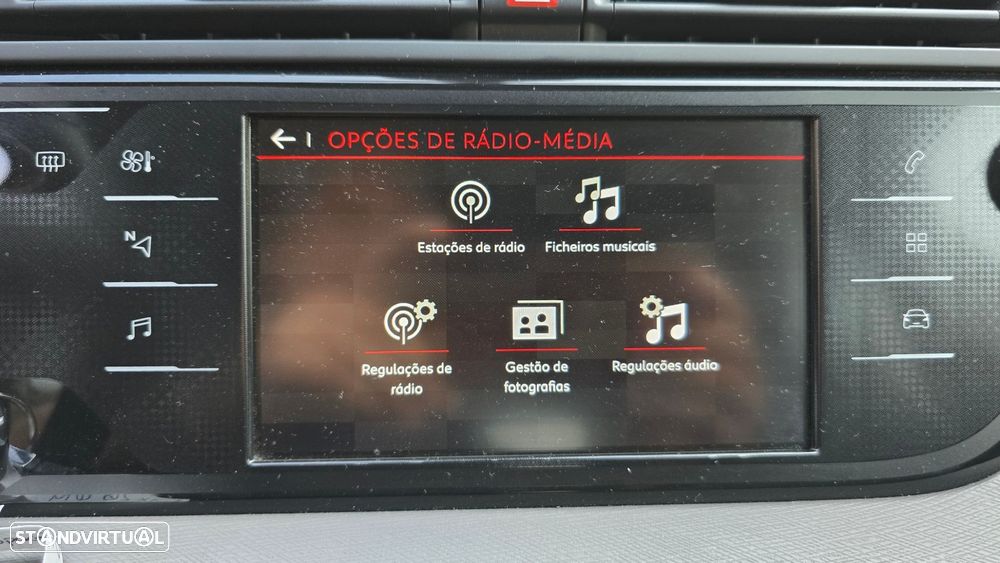 OPÇÕES DE RÁDIO-MÉDIA
Estações de rádio
Ficheiros musicais
Regulações de
rádio
Gestão de
fotografias
Regulações áudio
N
STANDVIRTUAL